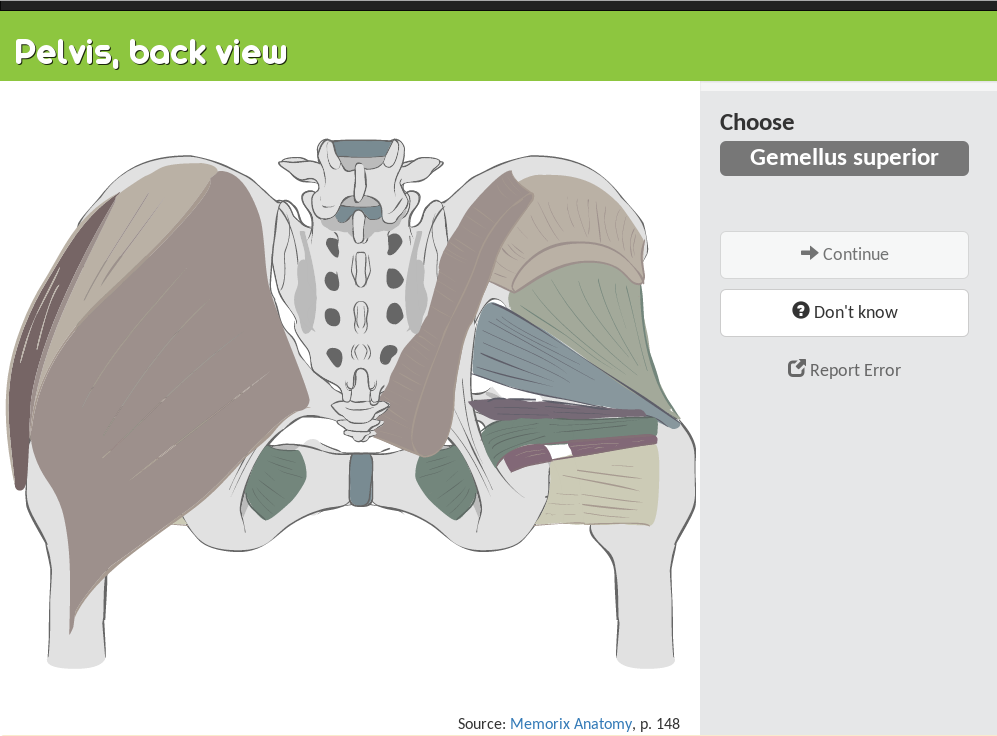 Pelvis, back view
Choose
Gemellus superior
Continue
Don't know
Report Error
Source: Memorix Anatomy, p. 148